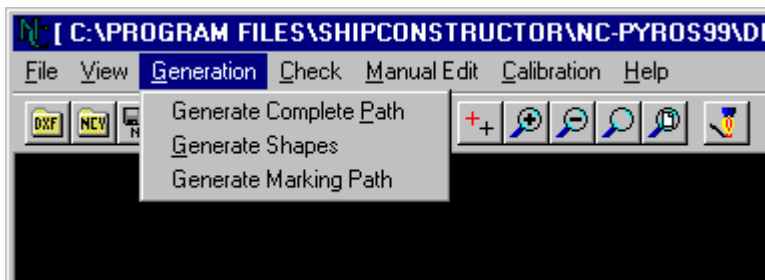 [ C:\PROGRAM FILES\SHIPCONSTRUCTOR\NC-PYROS99\DI
File View Generation Check Manual Edit Calibration Help
DXF NCY N
Generate Complete Path
Generate Shapes
Generate Marking Path